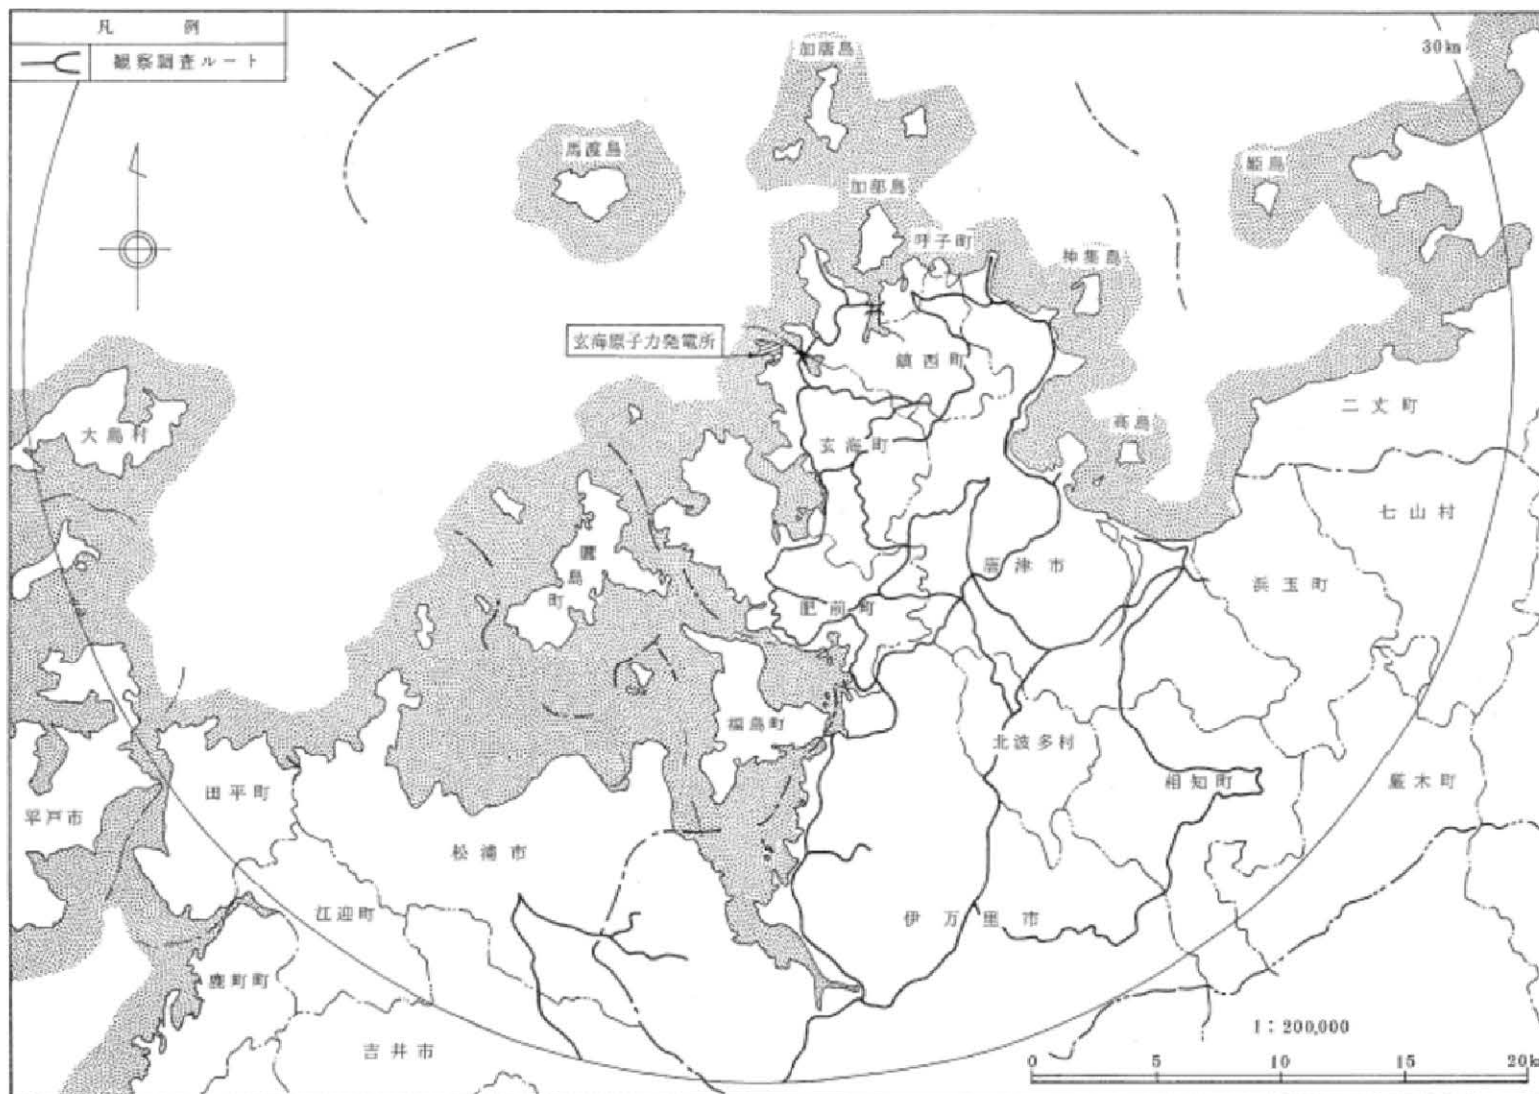 凡例
観察調査ルート
30km
加唐島
馬渡島
加部島
姫島
呼子町
神集島
玄海原子力発電所
鎮西町
二丈町
大島村
高島
玄海町
七山村
鷹島町
唐津市
浜玉町
肥前町
福島町
北波多村
相知町
厳木町
田平町
平戸市
松浦市
江迎町
伊万里市
鹿町町
吉井市
1:200,000
0 5 10 15 20k